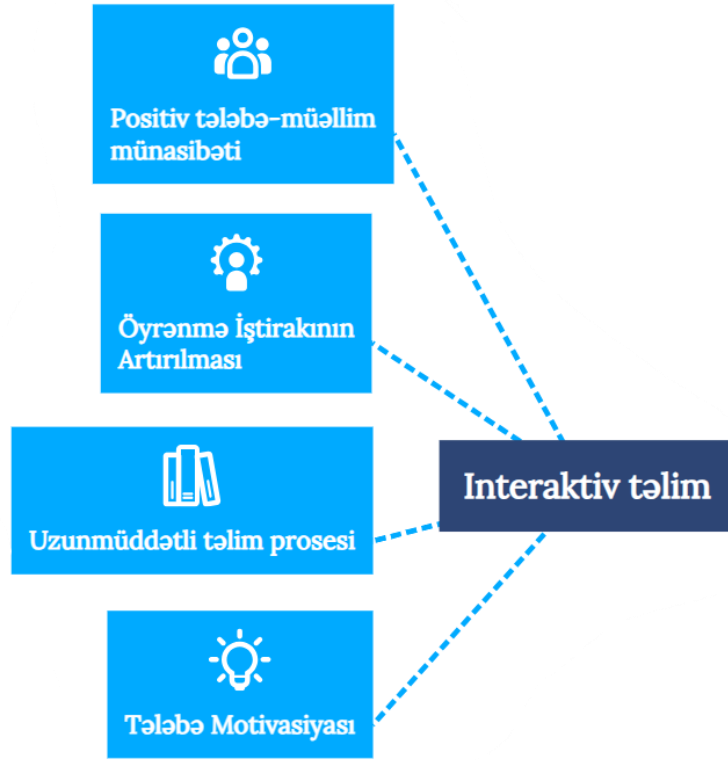 Positiv tələbə-müəllim
münasibəti
Öyrənmə İştirakının
Artırılması
Uzunmüddətli təlim prosesi
Interaktiv təlim
Tələbə Motivasiyası